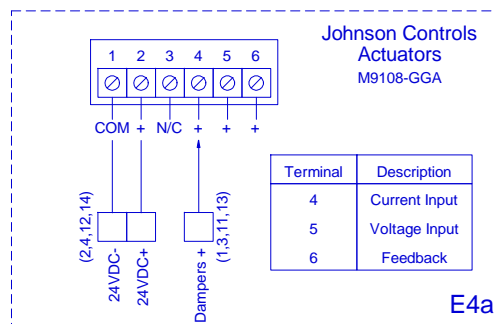 Johnson Controls
Actuators
M9108-GGA
1 2 3 4 5 6
COM + N/C + + +
(2,4,12,14)
24VDC-
24VDC+
Dampers +
(1,3,11,13)
Terminal Description
4 Current Input
5 Voltage Input
6 Feedback
E4a